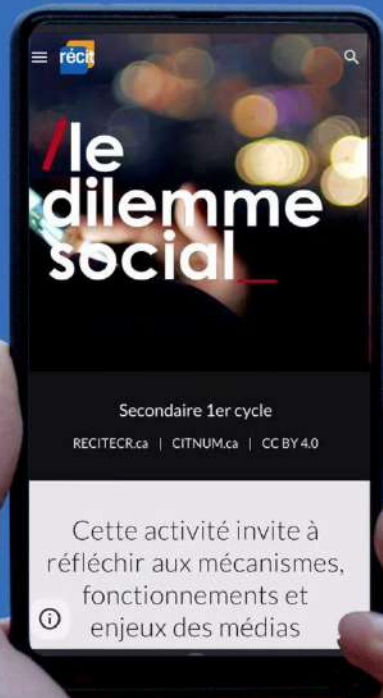 récit
/le
dilemme
social_
Secondaire 1er cycle
RECITECR.ca | CITNUM.ca | CC BY 4.0
Cette activité invite à
réfléchir aux mécanismes,
fonctionnements et
enjeux des médias